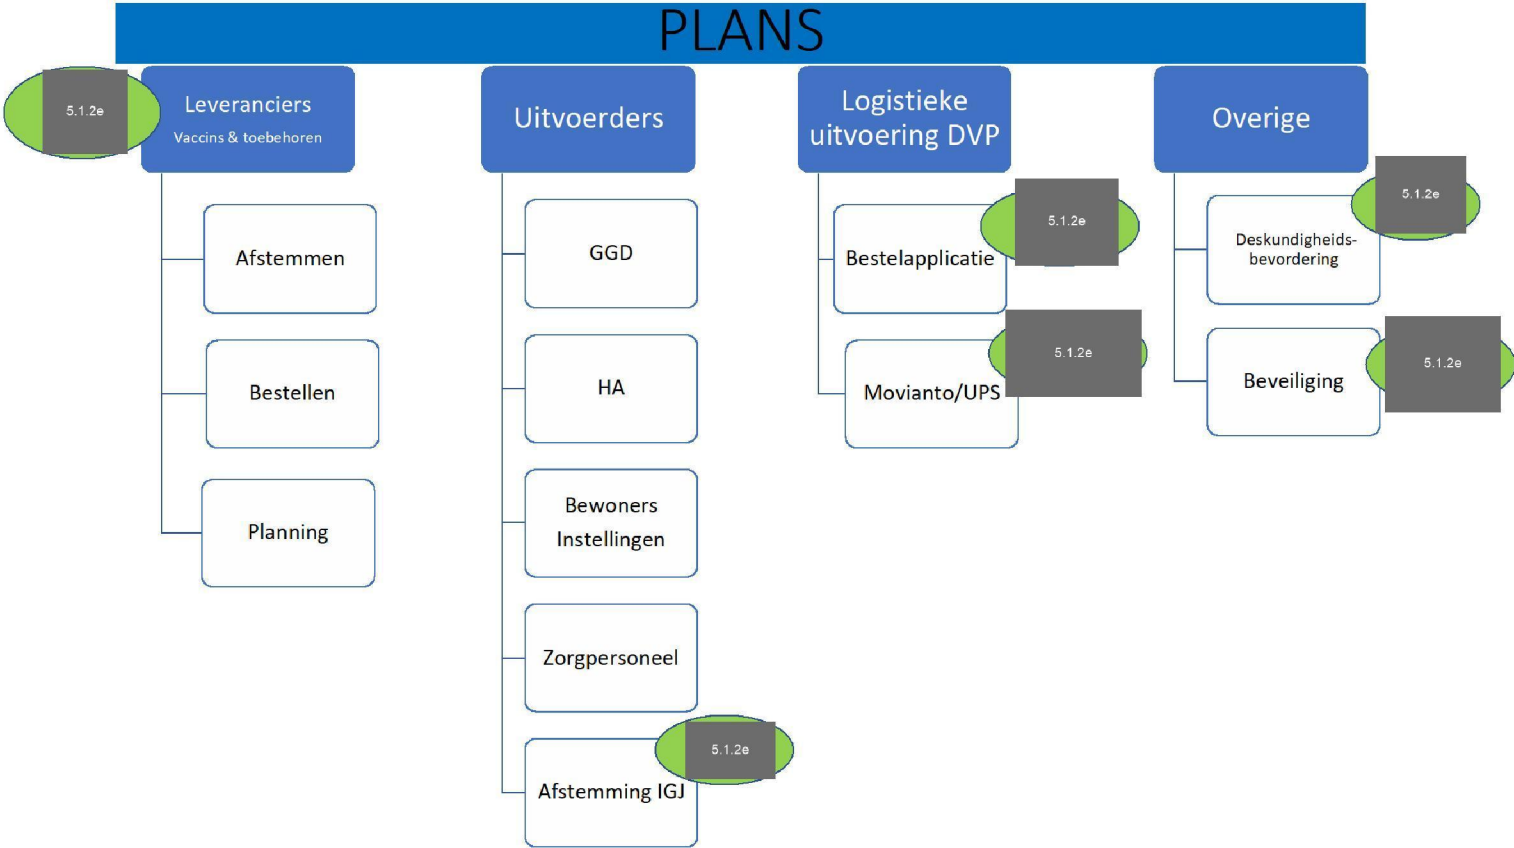 PLANS
5.1.2e
Leveranciers
Vaccins & toebehoren
Afstemmen
Bestellen
Planning
Uitvoerders
GGD
HA
Bewoners
Instellingen
Zorgpersoneel
5.1.2e
Afstemming IGJ
Logistieke
uitvoering DVP
5.1.2e
Bestelapplicatie
5.1.2e
Movianto/UPS
Overige
5.1.2e
Deskundigheids-
bevordering
5.1.2e
Beveiliging